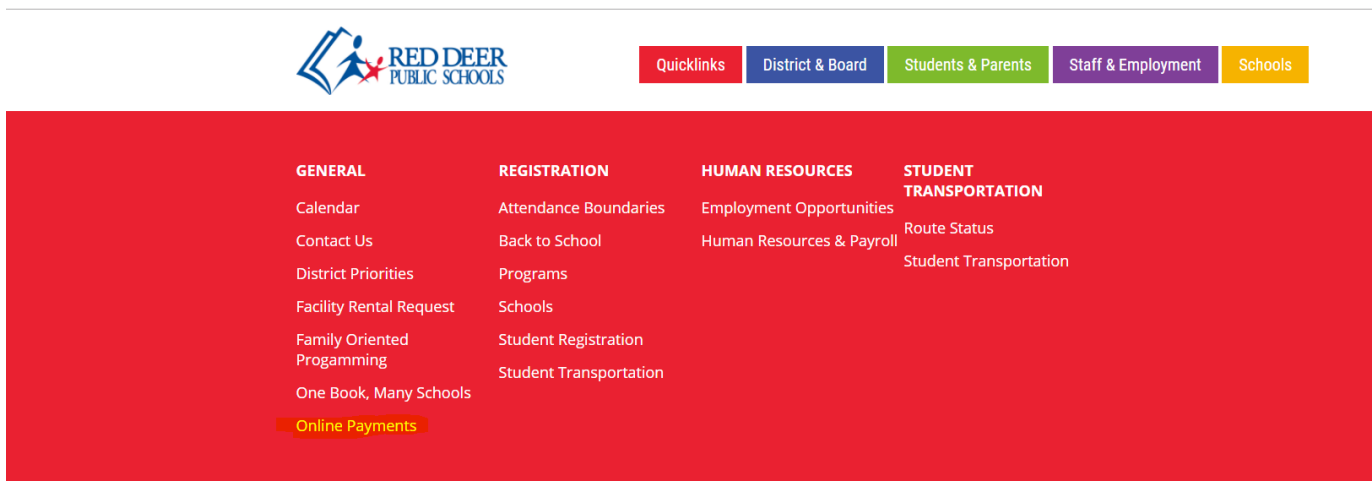 RED DEER
PUBLIC SCHOOLS
Quicklinks
District & Board
Students & Parents
Staff & Employment
Schools
GENERAL
Calendar
Contact Us
District Priorities
Facility Rental Request
Family Oriented
Progamming
One Book, Many Schools
Online Payments
REGISTRATION
Attendance Boundaries
Back to School
Programs
Schools
Student Registration
Student Transportation
HUMAN RESOURCES
Employment Opportunities
Human Resources & Payroll
STUDENT
TRANSPORTATION
Route Status
Student Transportation